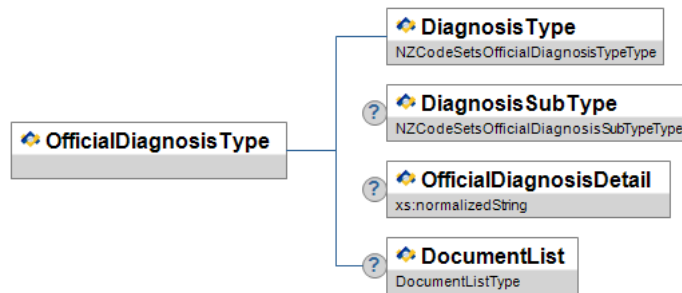 DiagnosisType
NZCodeSetsOfficialDiagnosisTypeType
?
DiagnosisSubType
NZCodeSetsOfficialDiagnosisSubTypeType
OfficialDiagnosisType
?
OfficialDiagnosisDetail
xs:normalizedString
?
DocumentList
DocumentListType